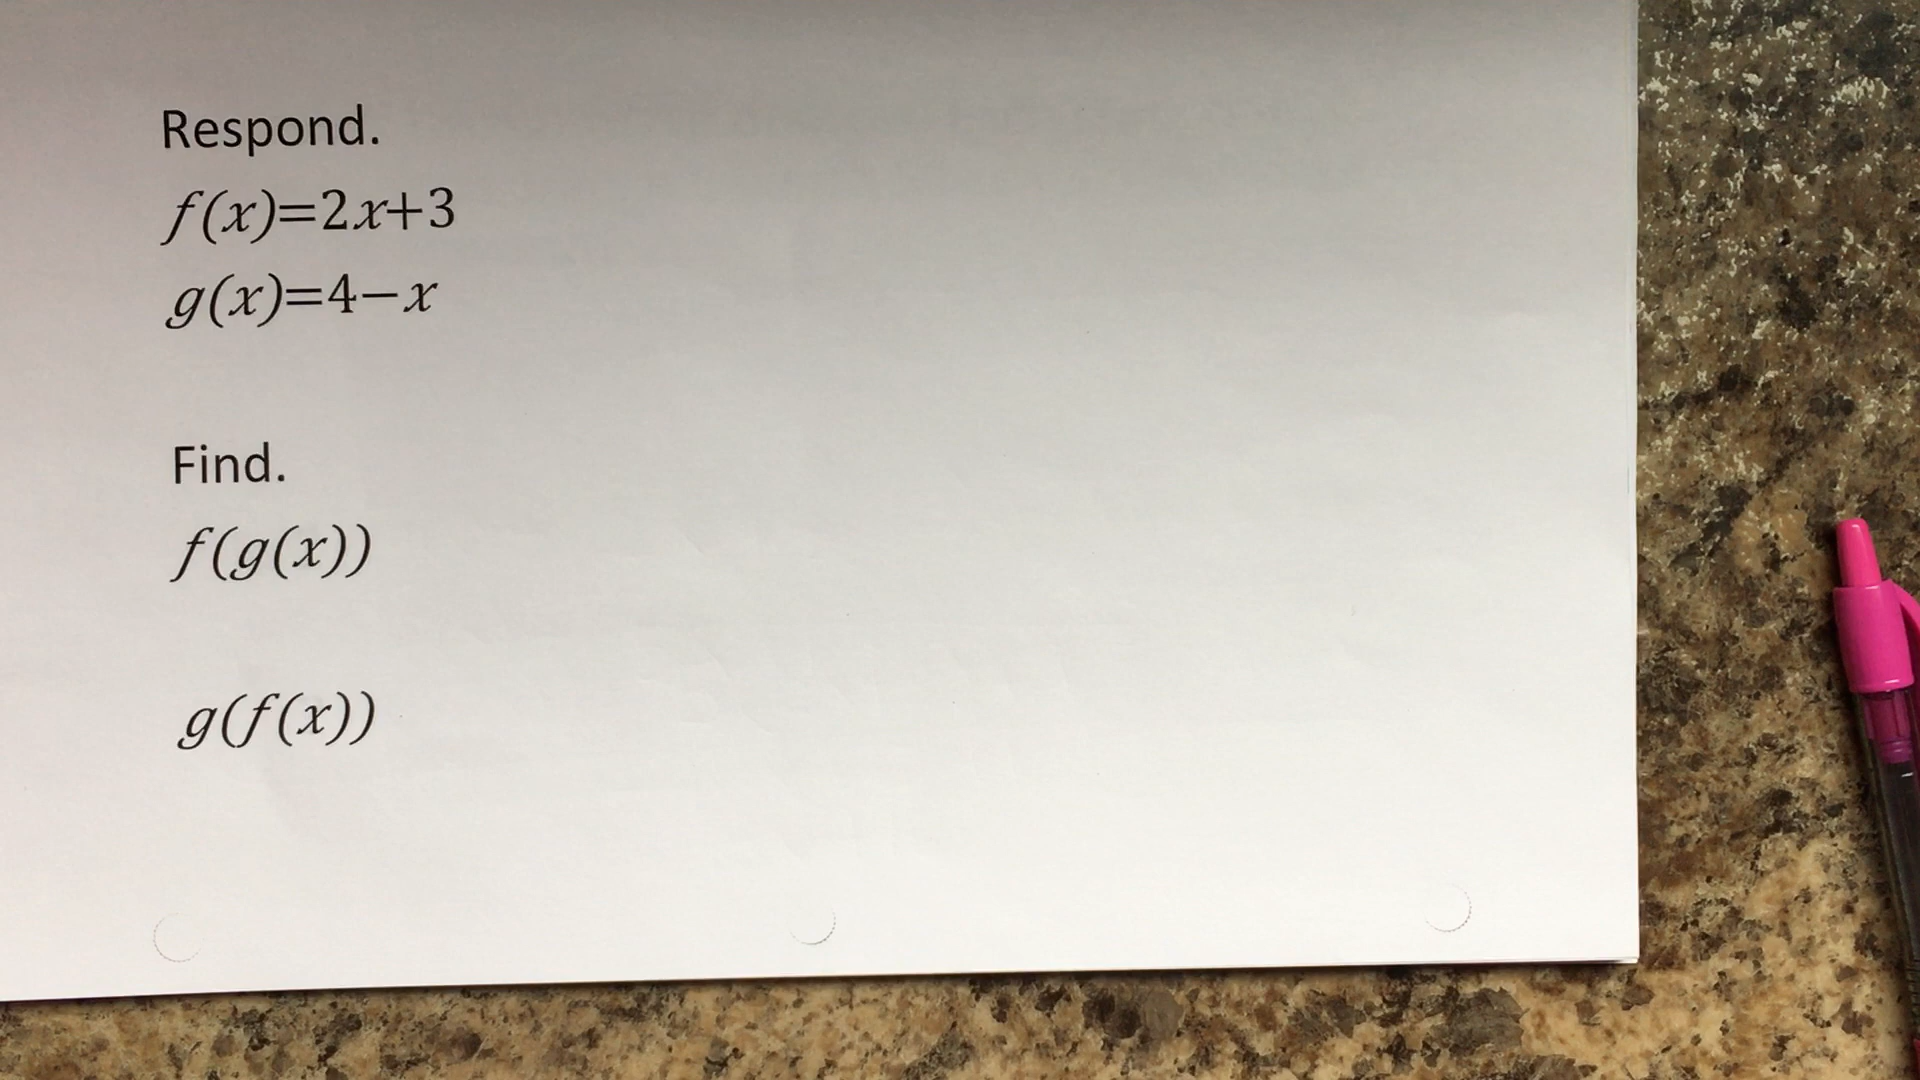 Respond.
f(x)=2x+3
g(x)=4−x
Find.
f(g(x))
g(f(x))